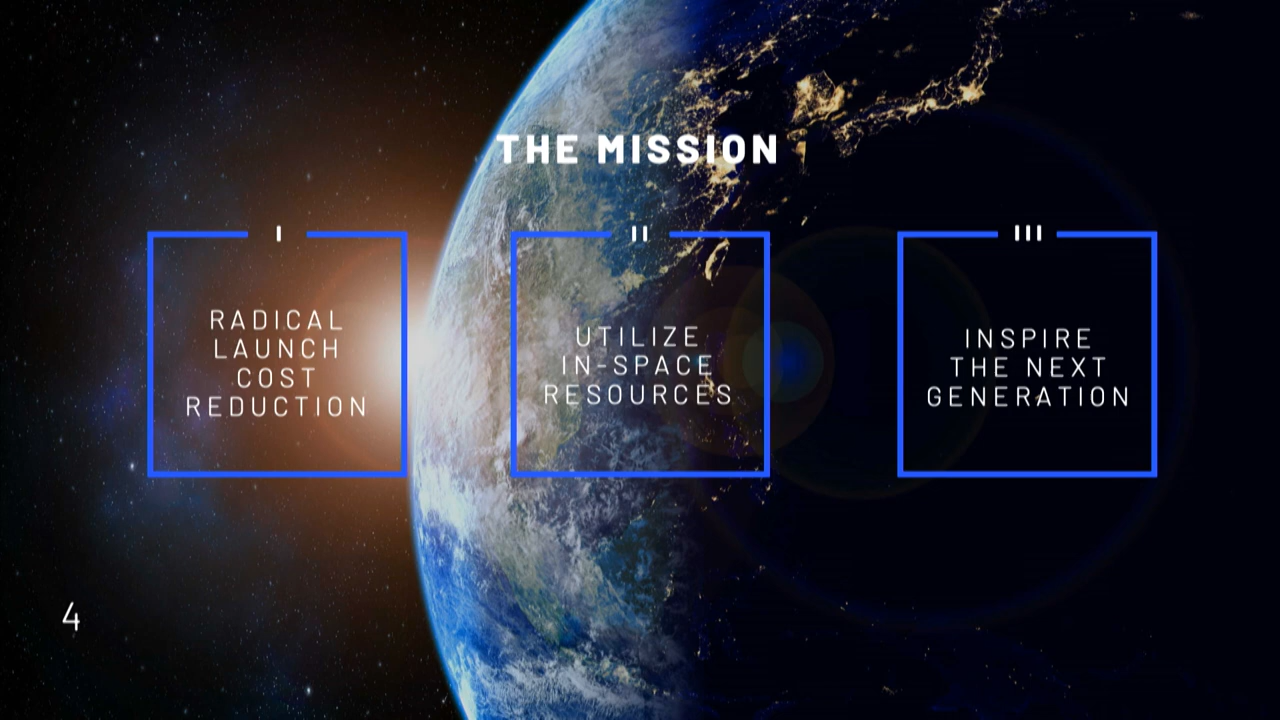 THE MISSION
I
RADICAL
LAUNCH
COST
REDUCTION
II
UTILIZE
IN-SPACE
RESOURCES
III
INSPIRE
THE NEXT
GENERATION
4